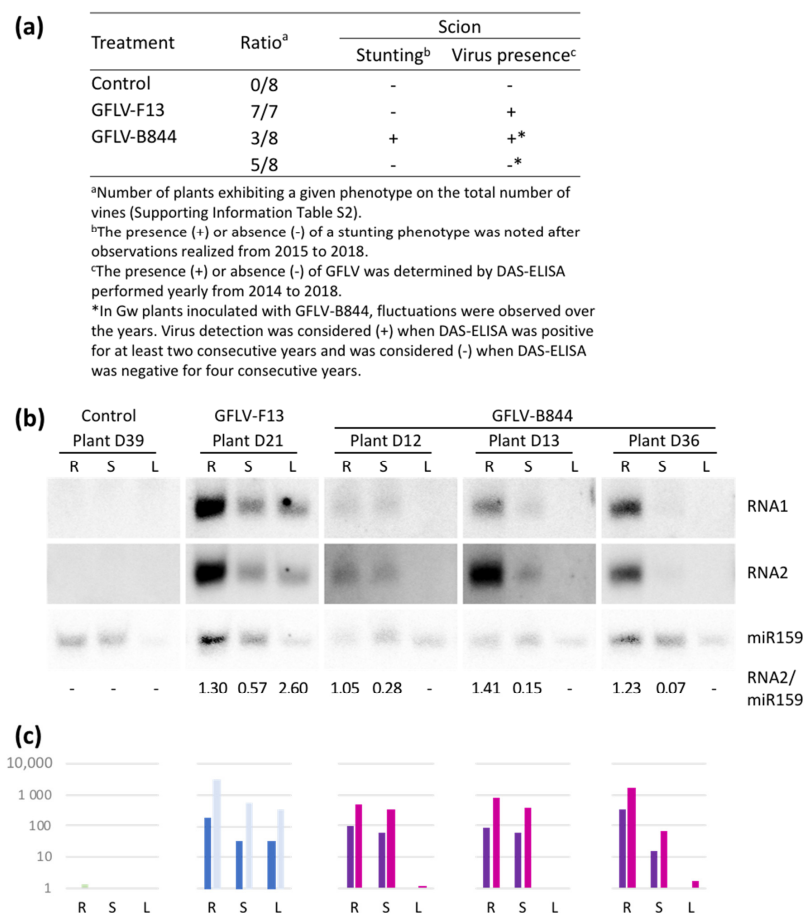 (a)
Treatment Ratioᵃ Scion
Stuntingᵇ Virus presenceᶜ
Control 0/8 - -
GFLV-F13 7/7 - +
GFLV-B844 3/8 + +*
5/8 - -*
ᵃNumber of plants exhibiting a given phenotype on the total number of
vines (Supporting Information Table S2).
ᵇThe presence (+) or absence (-) of a stunting phenotype was noted after
observations realized from 2015 to 2018.
ᶜThe presence (+) or absence (-) of GFLV was determined by DAS-ELISA
performed yearly from 2014 to 2018.
*In Gw plants inoculated with GFLV-B844, fluctuations were observed over
the years. Virus detection was considered (+) when DAS-ELISA was positive
for at least two consecutive years and was considered (-) when DAS-ELISA
was negative for four consecutive years.
(b)
Control GFLV-F13 GFLV-B844
Plant D39 Plant D21 Plant D12 Plant D13 Plant D36
R S L R S L R S L R S L R S L
RNA1
RNA2
miR159
- - - 1.30 0.57 2.60 1.05 0.28 - 1.41 0.15 - 1.23 0.07 - RNA2/
miR159
(c)
10,000
1 000
100
10
1
R S L R S L R S L R S L R S L